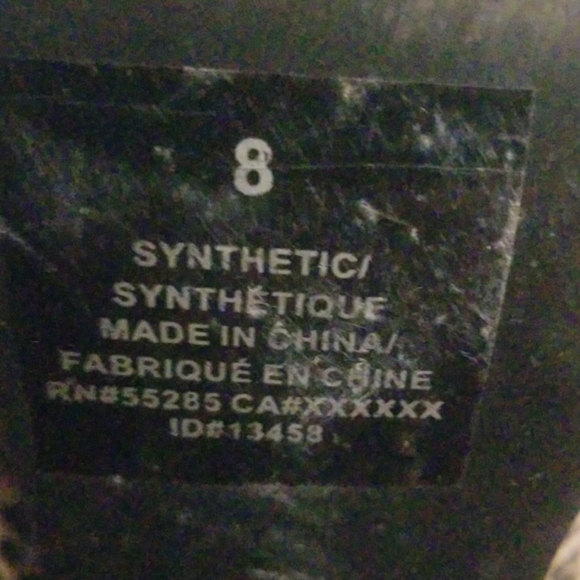 8
SYNTHETIC/
SYNTHÉTIQUE
MADE IN CHINA/
FABRIQUÉ EN CHINE
RN#55285 CA#XXXXXX
ID#13458